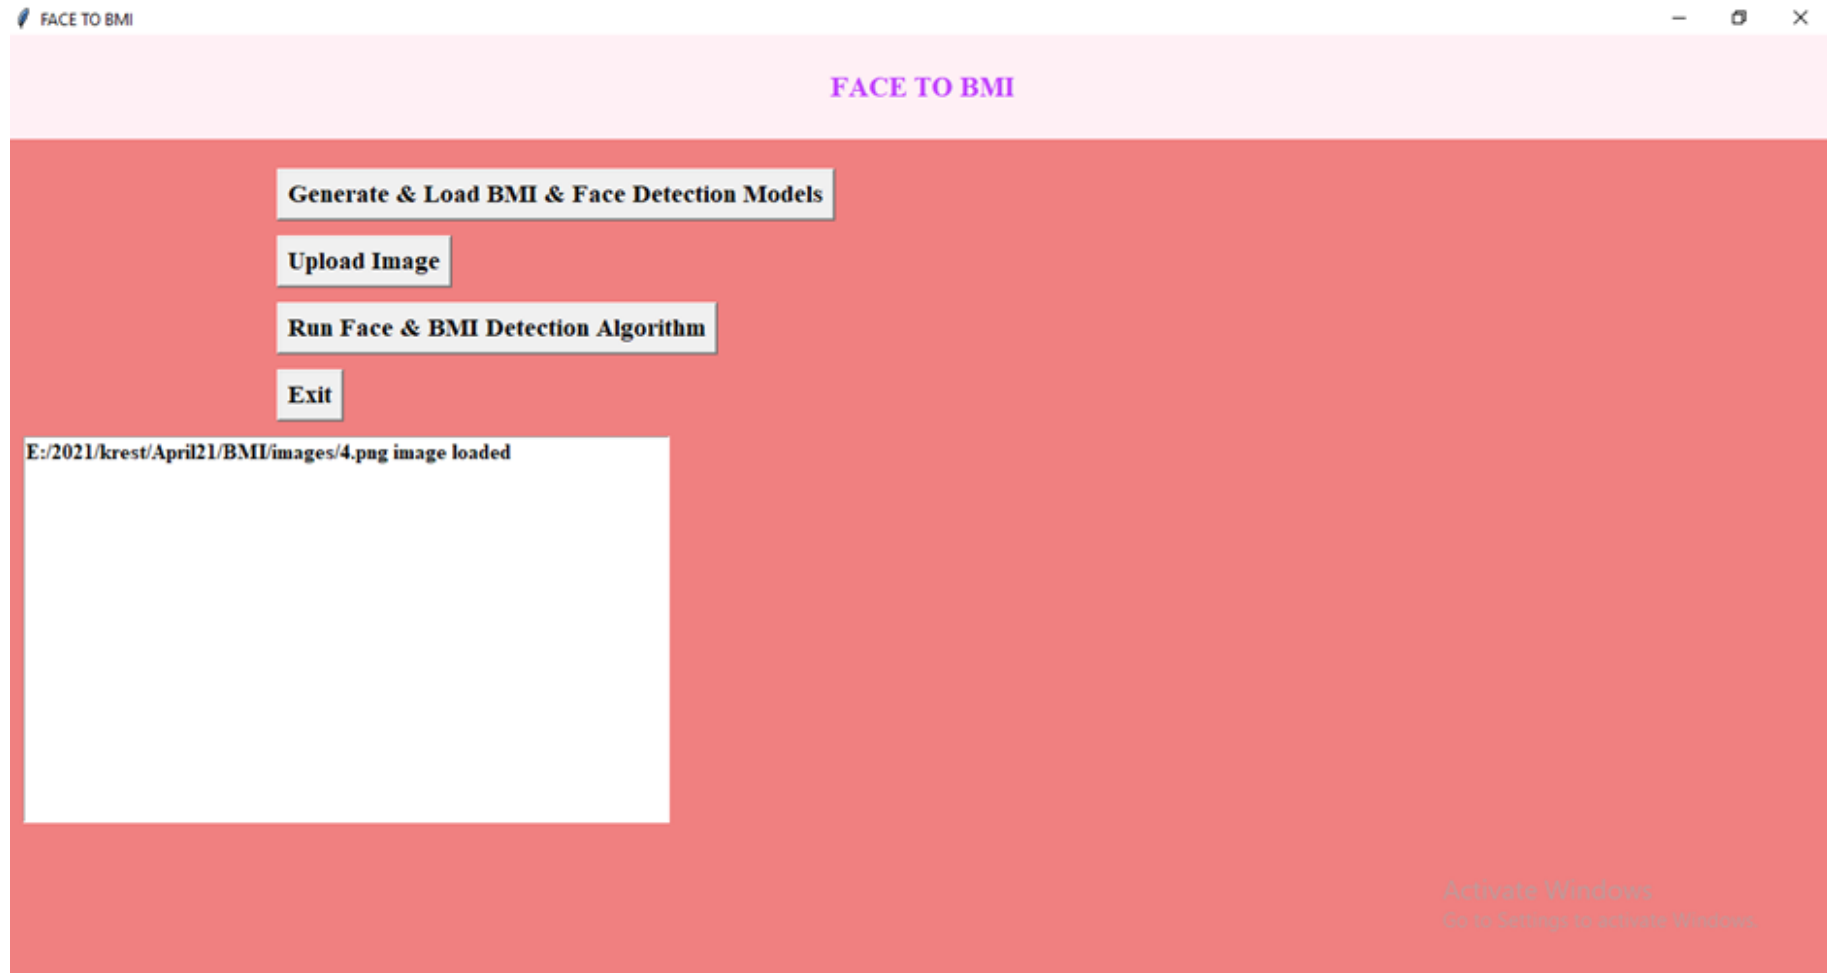 FACE TO BMI
FACE TO BMI
Generate & Load BMI & Face Detection Models
Upload Image
Run Face & BMI Detection Algorithm
Exit
E:/2021/krest/April21/BMI/images/4.png image loaded
Activate Windows
Go to Settings to activate Windows.